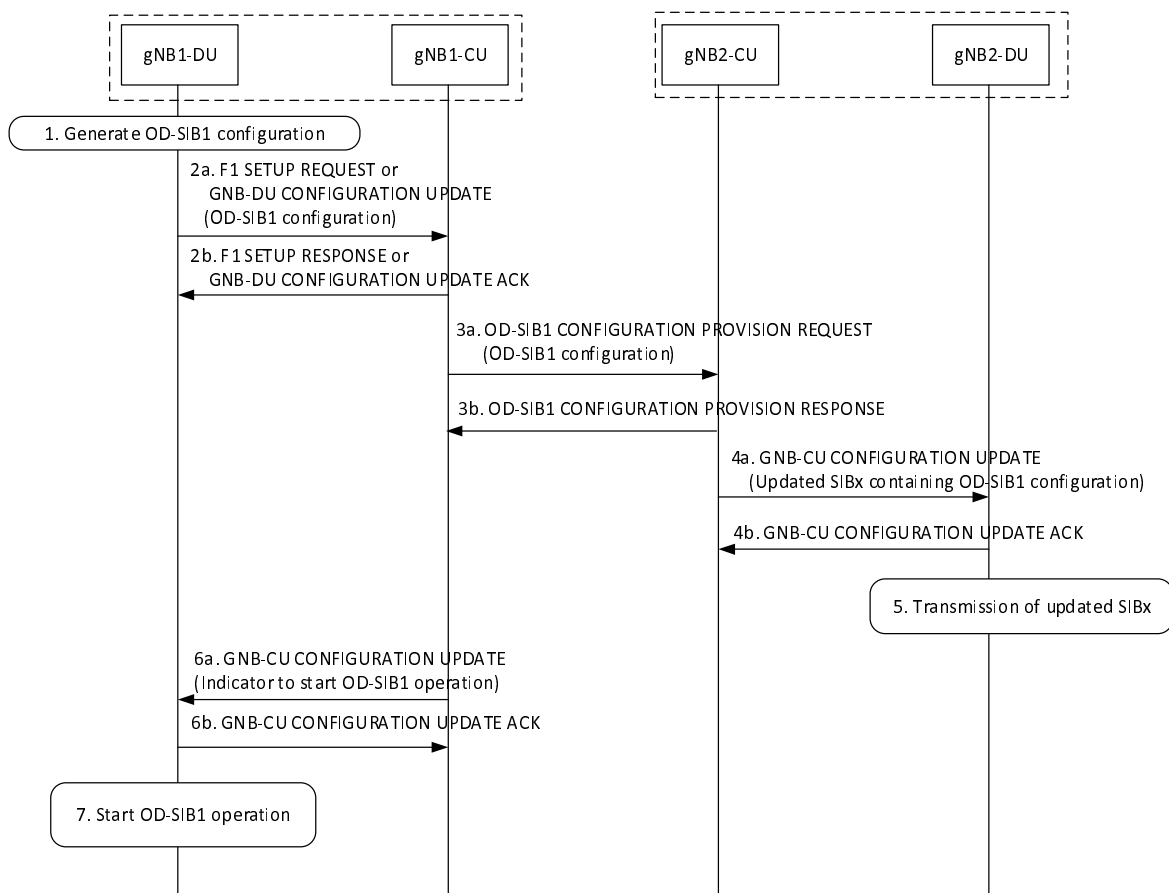 gNB1-DU
gNB1-CU
gNB2-CU
gNB2-DU
1. Generate OD-SIB1 configuration
2a. F1 SETUP REQUEST or
GNB-DU CONFIGURATION UPDATE
(OD-SIB1 configuration)
2b. F1 SETUP RESPONSE or
GNB-DU CONFIGURATION UPDATE ACK
3a. OD-SIB1 CONFIGURATION PROVISION REQUEST
(OD-SIB1 configuration)
3b. OD-SIB1 CONFIGURATION PROVISION RESPONSE
4a. GNB-CU CONFIGURATION UPDATE
(Updated SIBx containing OD-SIB1 configuration)
4b. GNB-CU CONFIGURATION UPDATE ACK
5. Transmission of updated SIBx
6a. GNB-CU CONFIGURATION UPDATE
(Indicator to start OD-SIB1 operation)
6b. GNB-CU CONFIGURATION UPDATE ACK
7. Start OD-SIB1 operation